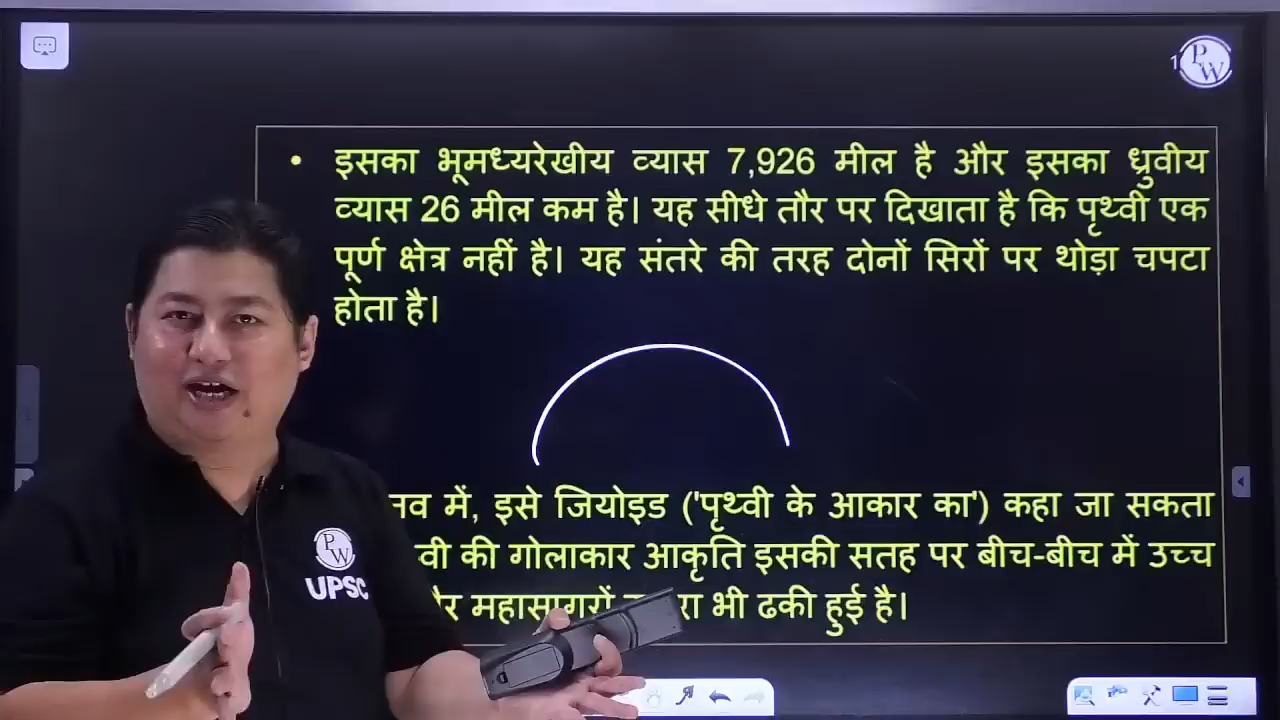 PW
इसका भूमध्यरेखीय व्यास 7,926 मील है और इसका ध्रुवीय
व्यास 26 मील कम है। यह सीधे तौर पर दिखाता है कि पृथ्वी एक
पूर्ण क्षेत्र नहीं है। यह संतरे की तरह दोनों सिरों पर थोड़ा चपटा
होता है।
में, इसे जियोइड ('पृथ्वी के आकार का') कहा जा सकता
की गोलाकार आकृति इसकी सतह पर बीच-बीच में उच्च
महासागरों भी ढकी हुई है।
PW
UPSC